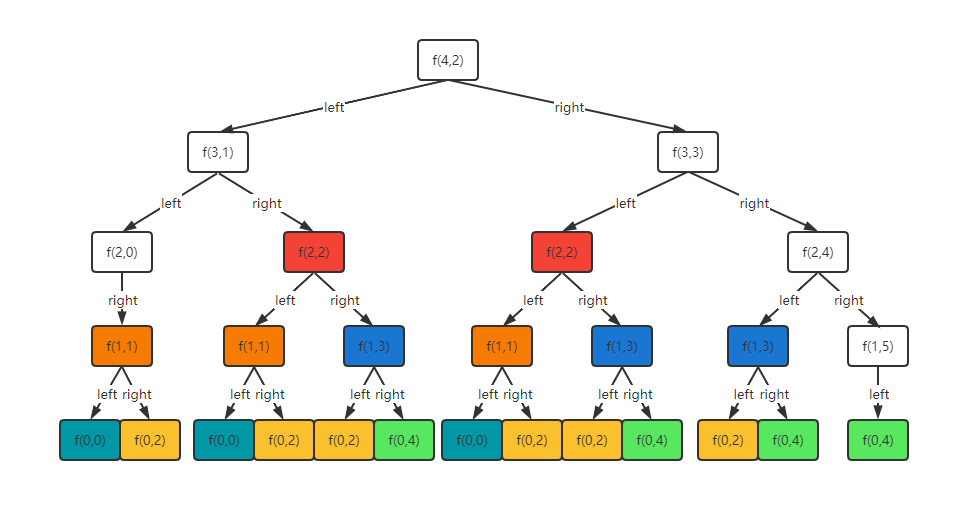 f(4,2)
left right
f(3,1) f(3,3)
left right left right
f(2,0) f(2,2) f(2,2) f(2,4)
right left right left right left right
f(1,1) f(1,1) f(1,3) f(1,1) f(1,3) f(1,3) f(1,5)
left right left right left right left right left right left right left
f(0,0) f(0,2) f(0,0) f(0,2) f(0,2) f(0,4) f(0,0) f(0,2) f(0,2) f(0,4) f(0,2) f(0,4) f(0,4)